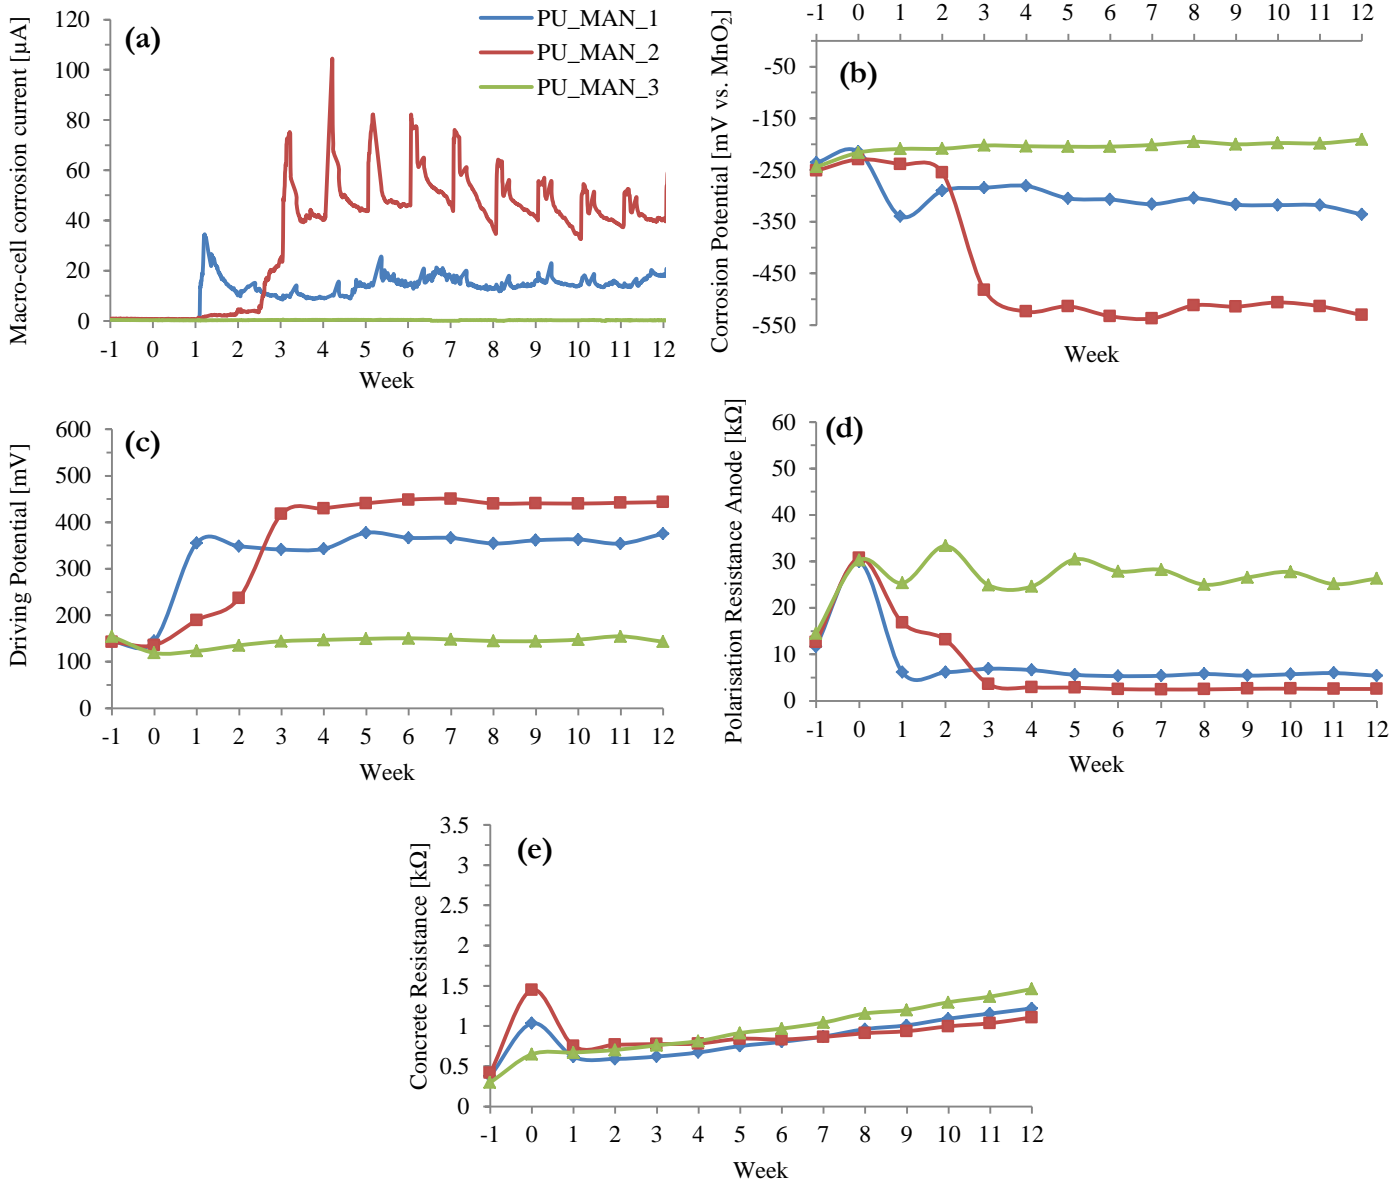 (a)
Macro-cell corrosion current [µA]
120
100
80
60
40
20
0
PU_MAN_1
PU_MAN_2
PU_MAN_3
-1 0 1 2 3 4 5 6 7 8 9 10 11 12
Week
-1 0 1 2 3 4 5 6 7 8 9 10 11 12
(b)
Corrosion Potential [mV vs. MnO₂]
-50
-150
-250
-350
-450
-550
Week
(c)
Driving Potential [mV]
600
500
400
300
200
100
0
-1 0 1 2 3 4 5 6 7 8 9 10 11 12
Week
(d)
Polarisation Resistance Anode [kΩ]
60
50
40
30
20
10
0
-1 0 1 2 3 4 5 6 7 8 9 10 11 12
Week
(e)
Concrete Resistance [kΩ]
3.5
3
2.5
2
1.5
1
0.5
0
-1 0 1 2 3 4 5 6 7 8 9 10 11 12
Week